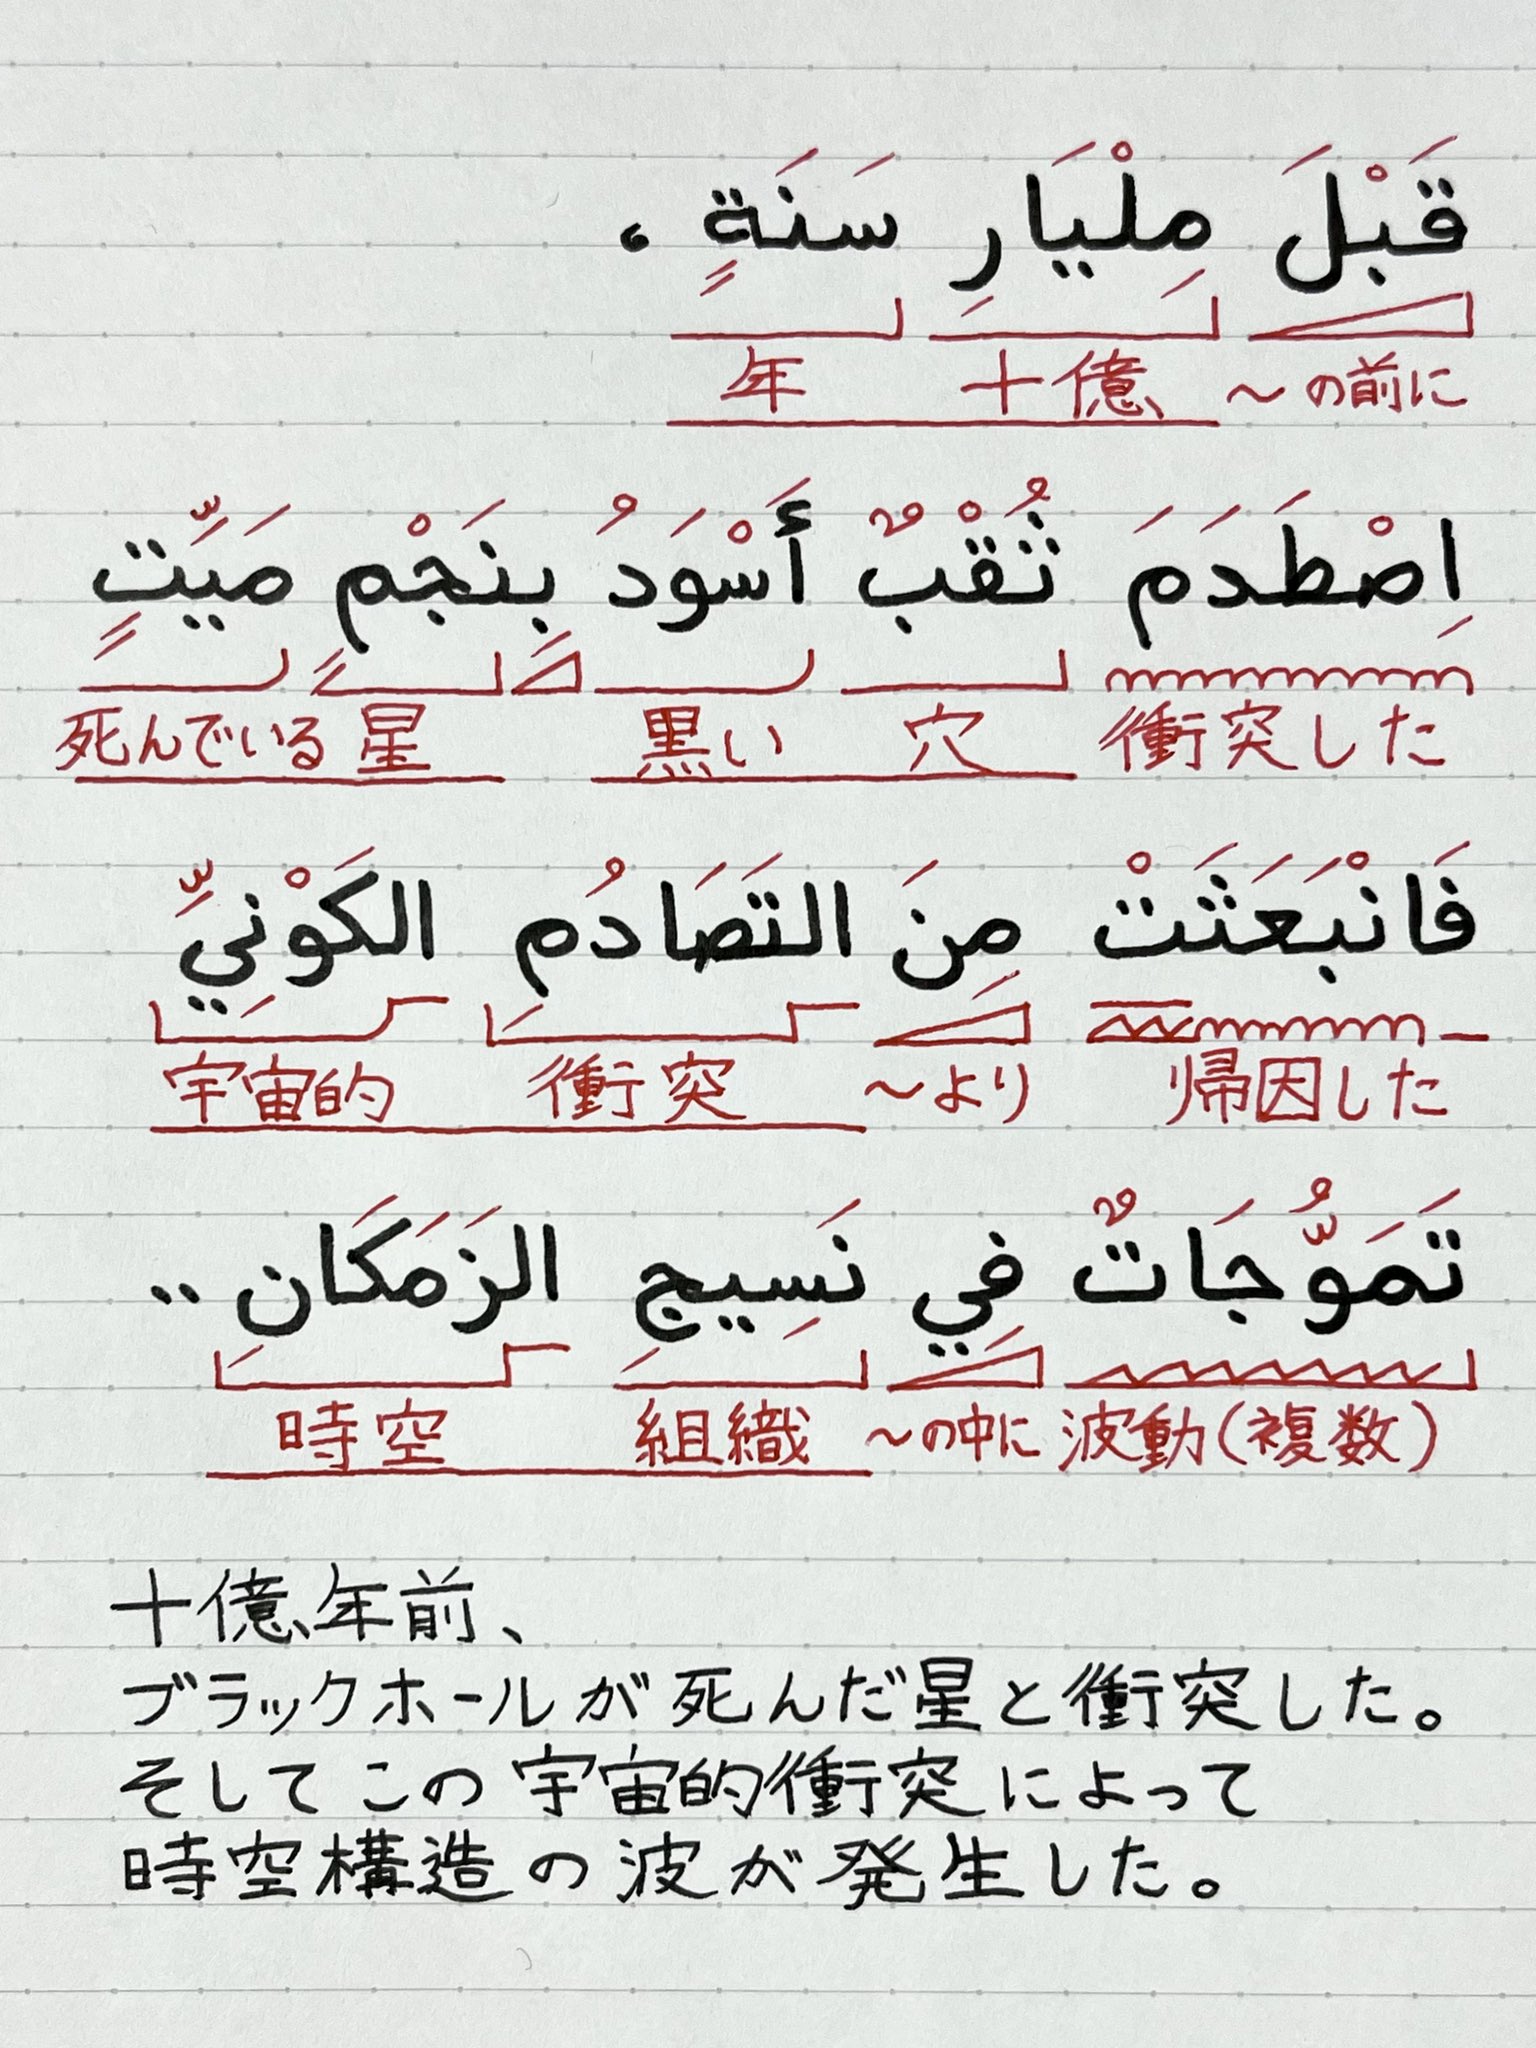 قَبْلَ مِلْيَارِ سَنَةٍ ،
~の前に 十億 年
اِصْطَدَمَ ثُقْبٌ أَسْوَدُ بِنَجْمٍ مَيِّتٍ
衝突した 穴 黒い 星 死んでいる
فَانْبَعَثَتْ مِنَ التَصَادُمِ الكَوْنِيِّ
帰因した ~より 衝突 宇宙的
تَمَوُّجَاتٌ فِي نَسِيجِ الزَمَكَانِ ..
波動(複数) ~の中に 組織 時空
十億年前、
ブラックホールが死んだ星と衝突した。
そしてこの宇宙的衝突によって
時空構造の波が発生した。